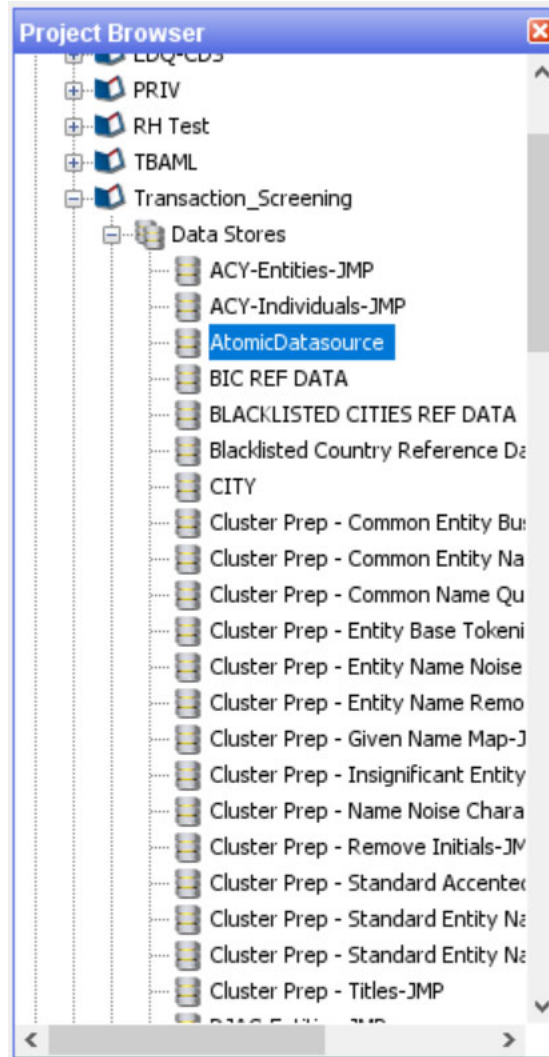 Project Browser
EDQ-CDS
PRIV
RH Test
TBAML
Transaction_Screening
Data Stores
ACY-Entities-JMP
ACY-Individuals-JMP
AtomicDatasource
BIC REF DATA
BLACKLISTED CITIES REF DATA
Blacklisted Country Reference Da
CITY
Cluster Prep - Common Entity Bu
Cluster Prep - Common Entity Na
Cluster Prep - Common Name Qu
Cluster Prep - Entity Base Tokeni
Cluster Prep - Entity Name Noise
Cluster Prep - Entity Name Remo
Cluster Prep - Given Name Map-J
Cluster Prep - Insignificant Entity
Cluster Prep - Name Noise Chara
Cluster Prep - Remove Initials-JM
Cluster Prep - Standard Accented
Cluster Prep - Standard Entity Na
Cluster Prep - Standard Entity Na
Cluster Prep - Titles-JMP